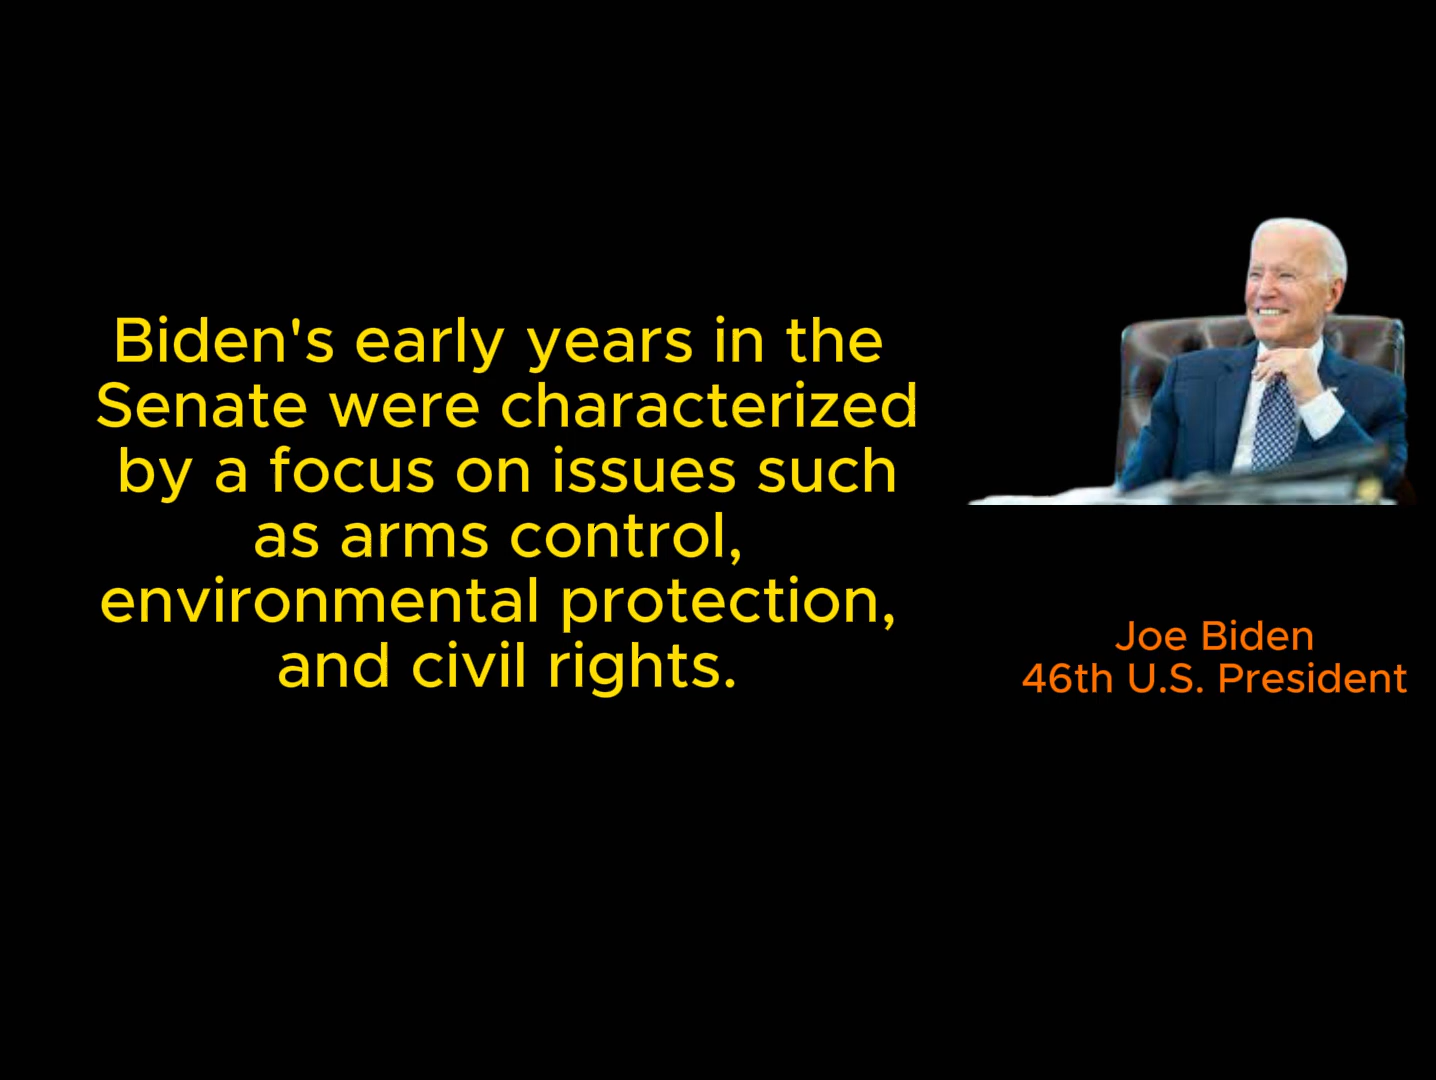 Biden's early years in the
Senate were characterized
by a focus on issues such
as arms control,
environmental protection,
and civil rights.
Joe Biden
46th U.S. President